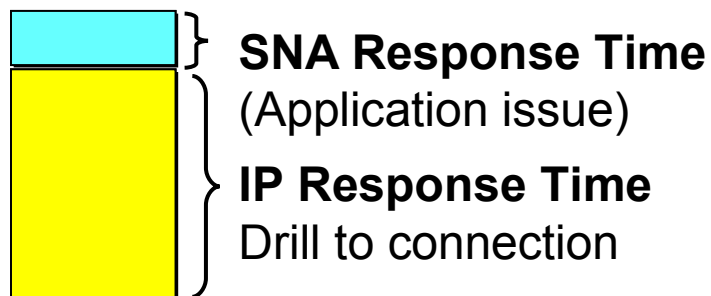 SNA Response Time
(Application issue)
IP Response Time
Drill to connection